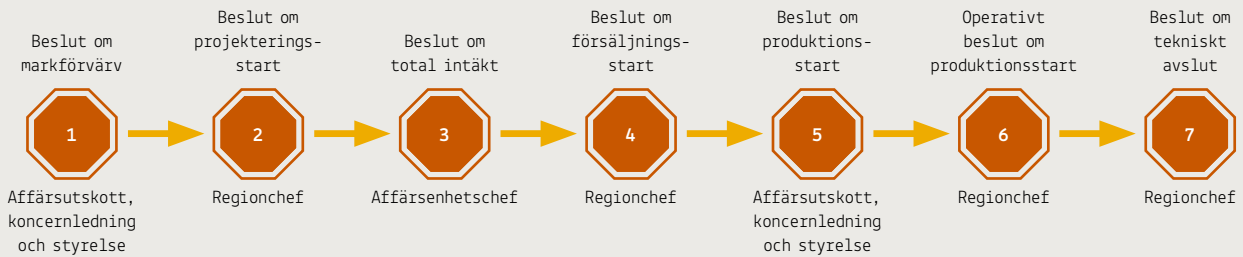 Beslut om
markförvärv
1
Affärsutskott,
koncernledning
och styrelse
Beslut om
projekterings-
start
2
Regionchef
Beslut om
total intäkt
3
Affärsenhetschef
Beslut om
försäljnings-
start
4
Regionchef
Beslut om
produktions-
start
5
Affärsutskott,
koncernledning
och styrelse
Operativt
beslut om
produktionsstart
6
Regionchef
Beslut om
tekniskt
avslut
7
Regionchef